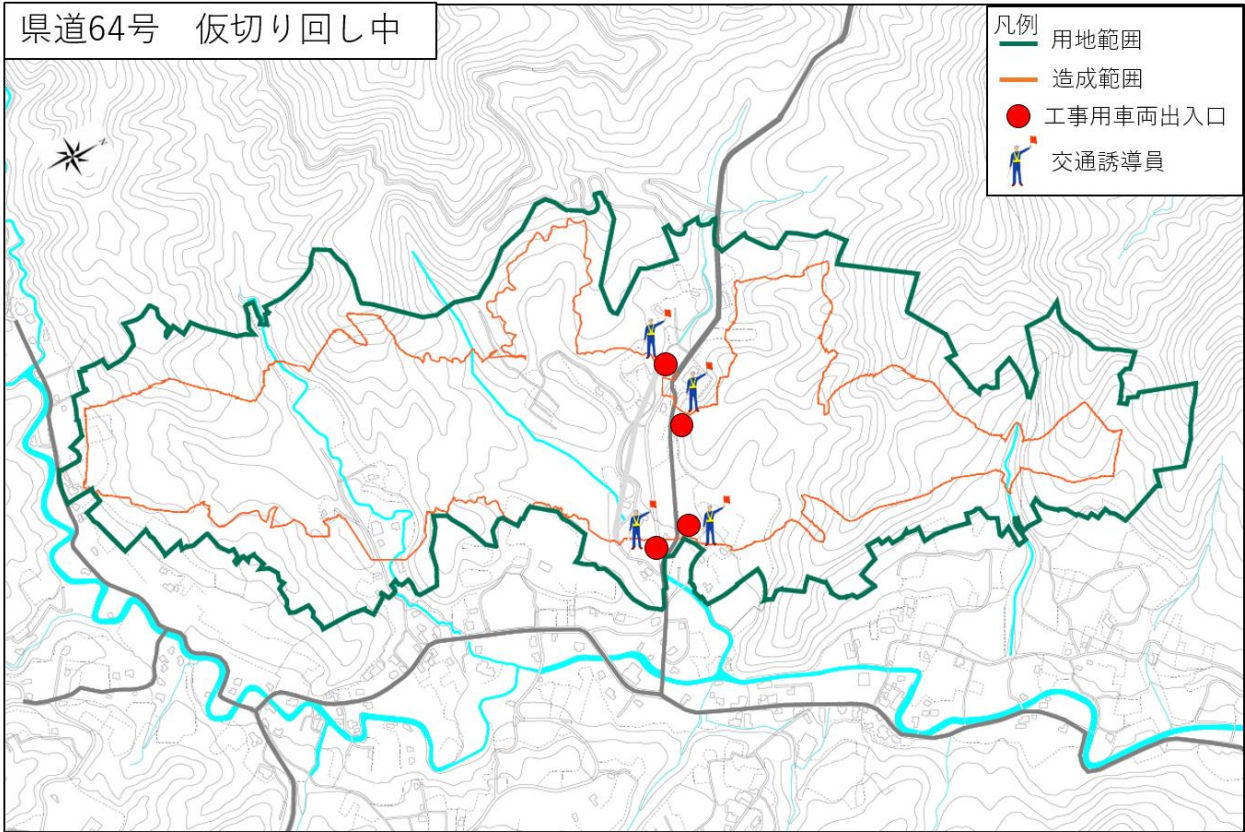 県道64号　仮切り回し中
凡例
用地範囲
造成範囲
工事用車両出入口
交通誘導員
N